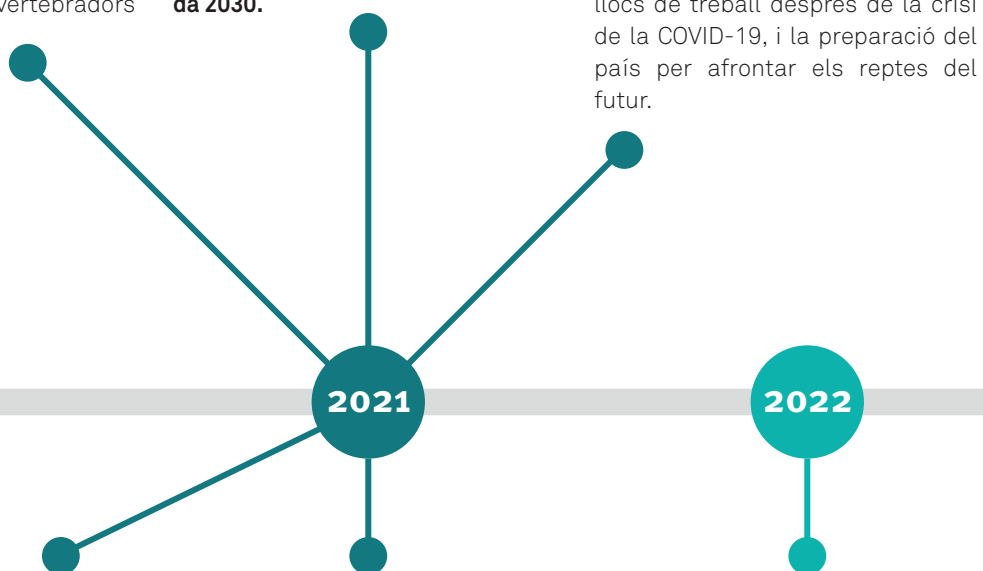 vertebradors
da 2030.
llocs de treball després de la crisi
de la COVID-19, i la preparació del
país per afrontar els reptes del
futur.
2021
2022